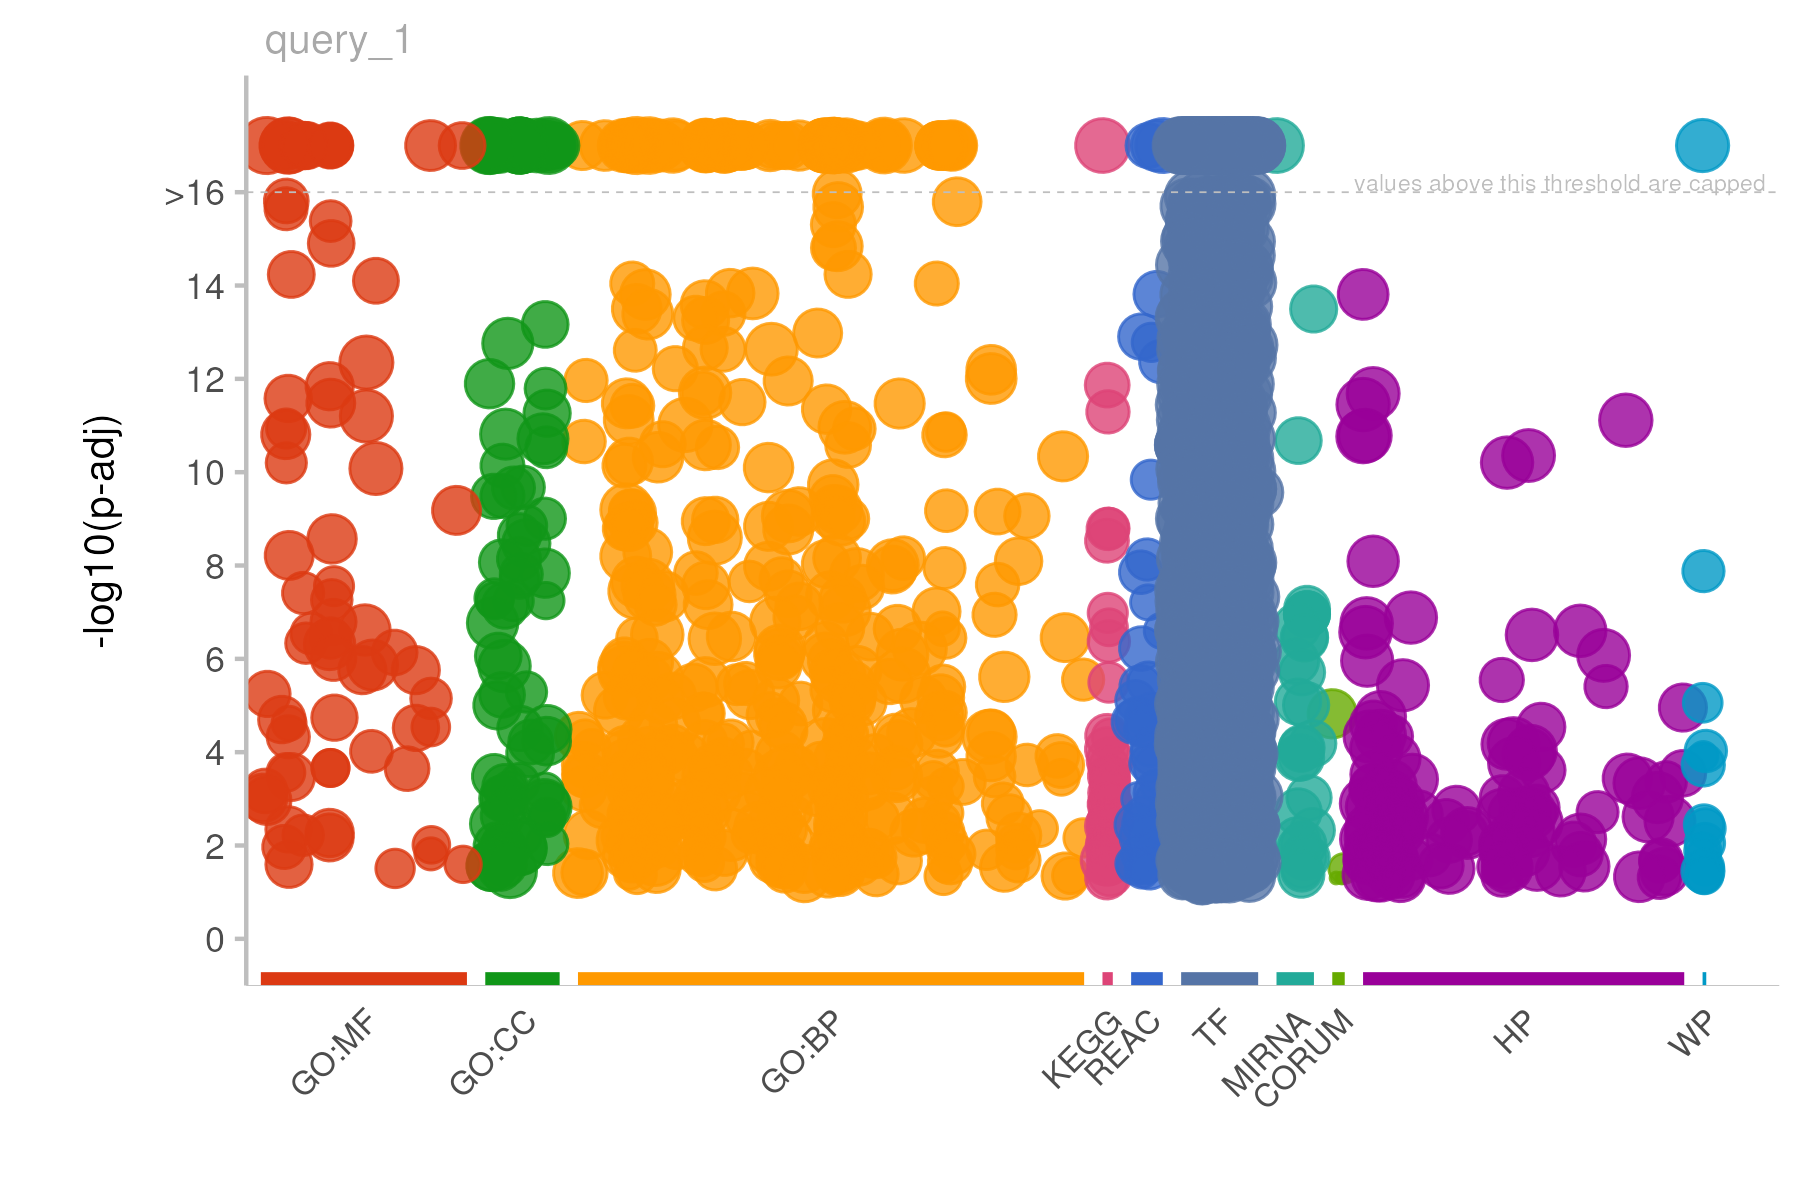 query_1
values above this threshold are capped
>16
14
12
10
8
6
4
2
0
-log10(p-adj)
GO:MF
GO:CC
GO:BP
KEGG
REAC
TF
MIRNA
CORUM
HP
WP